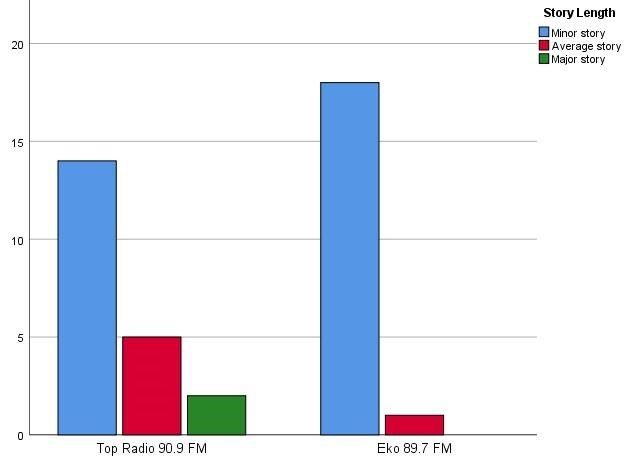 Story Length
Minor story
Average story
Major story
20
15
10
5
0
Top Radio 90.9 FM
Eko 89.7 FM